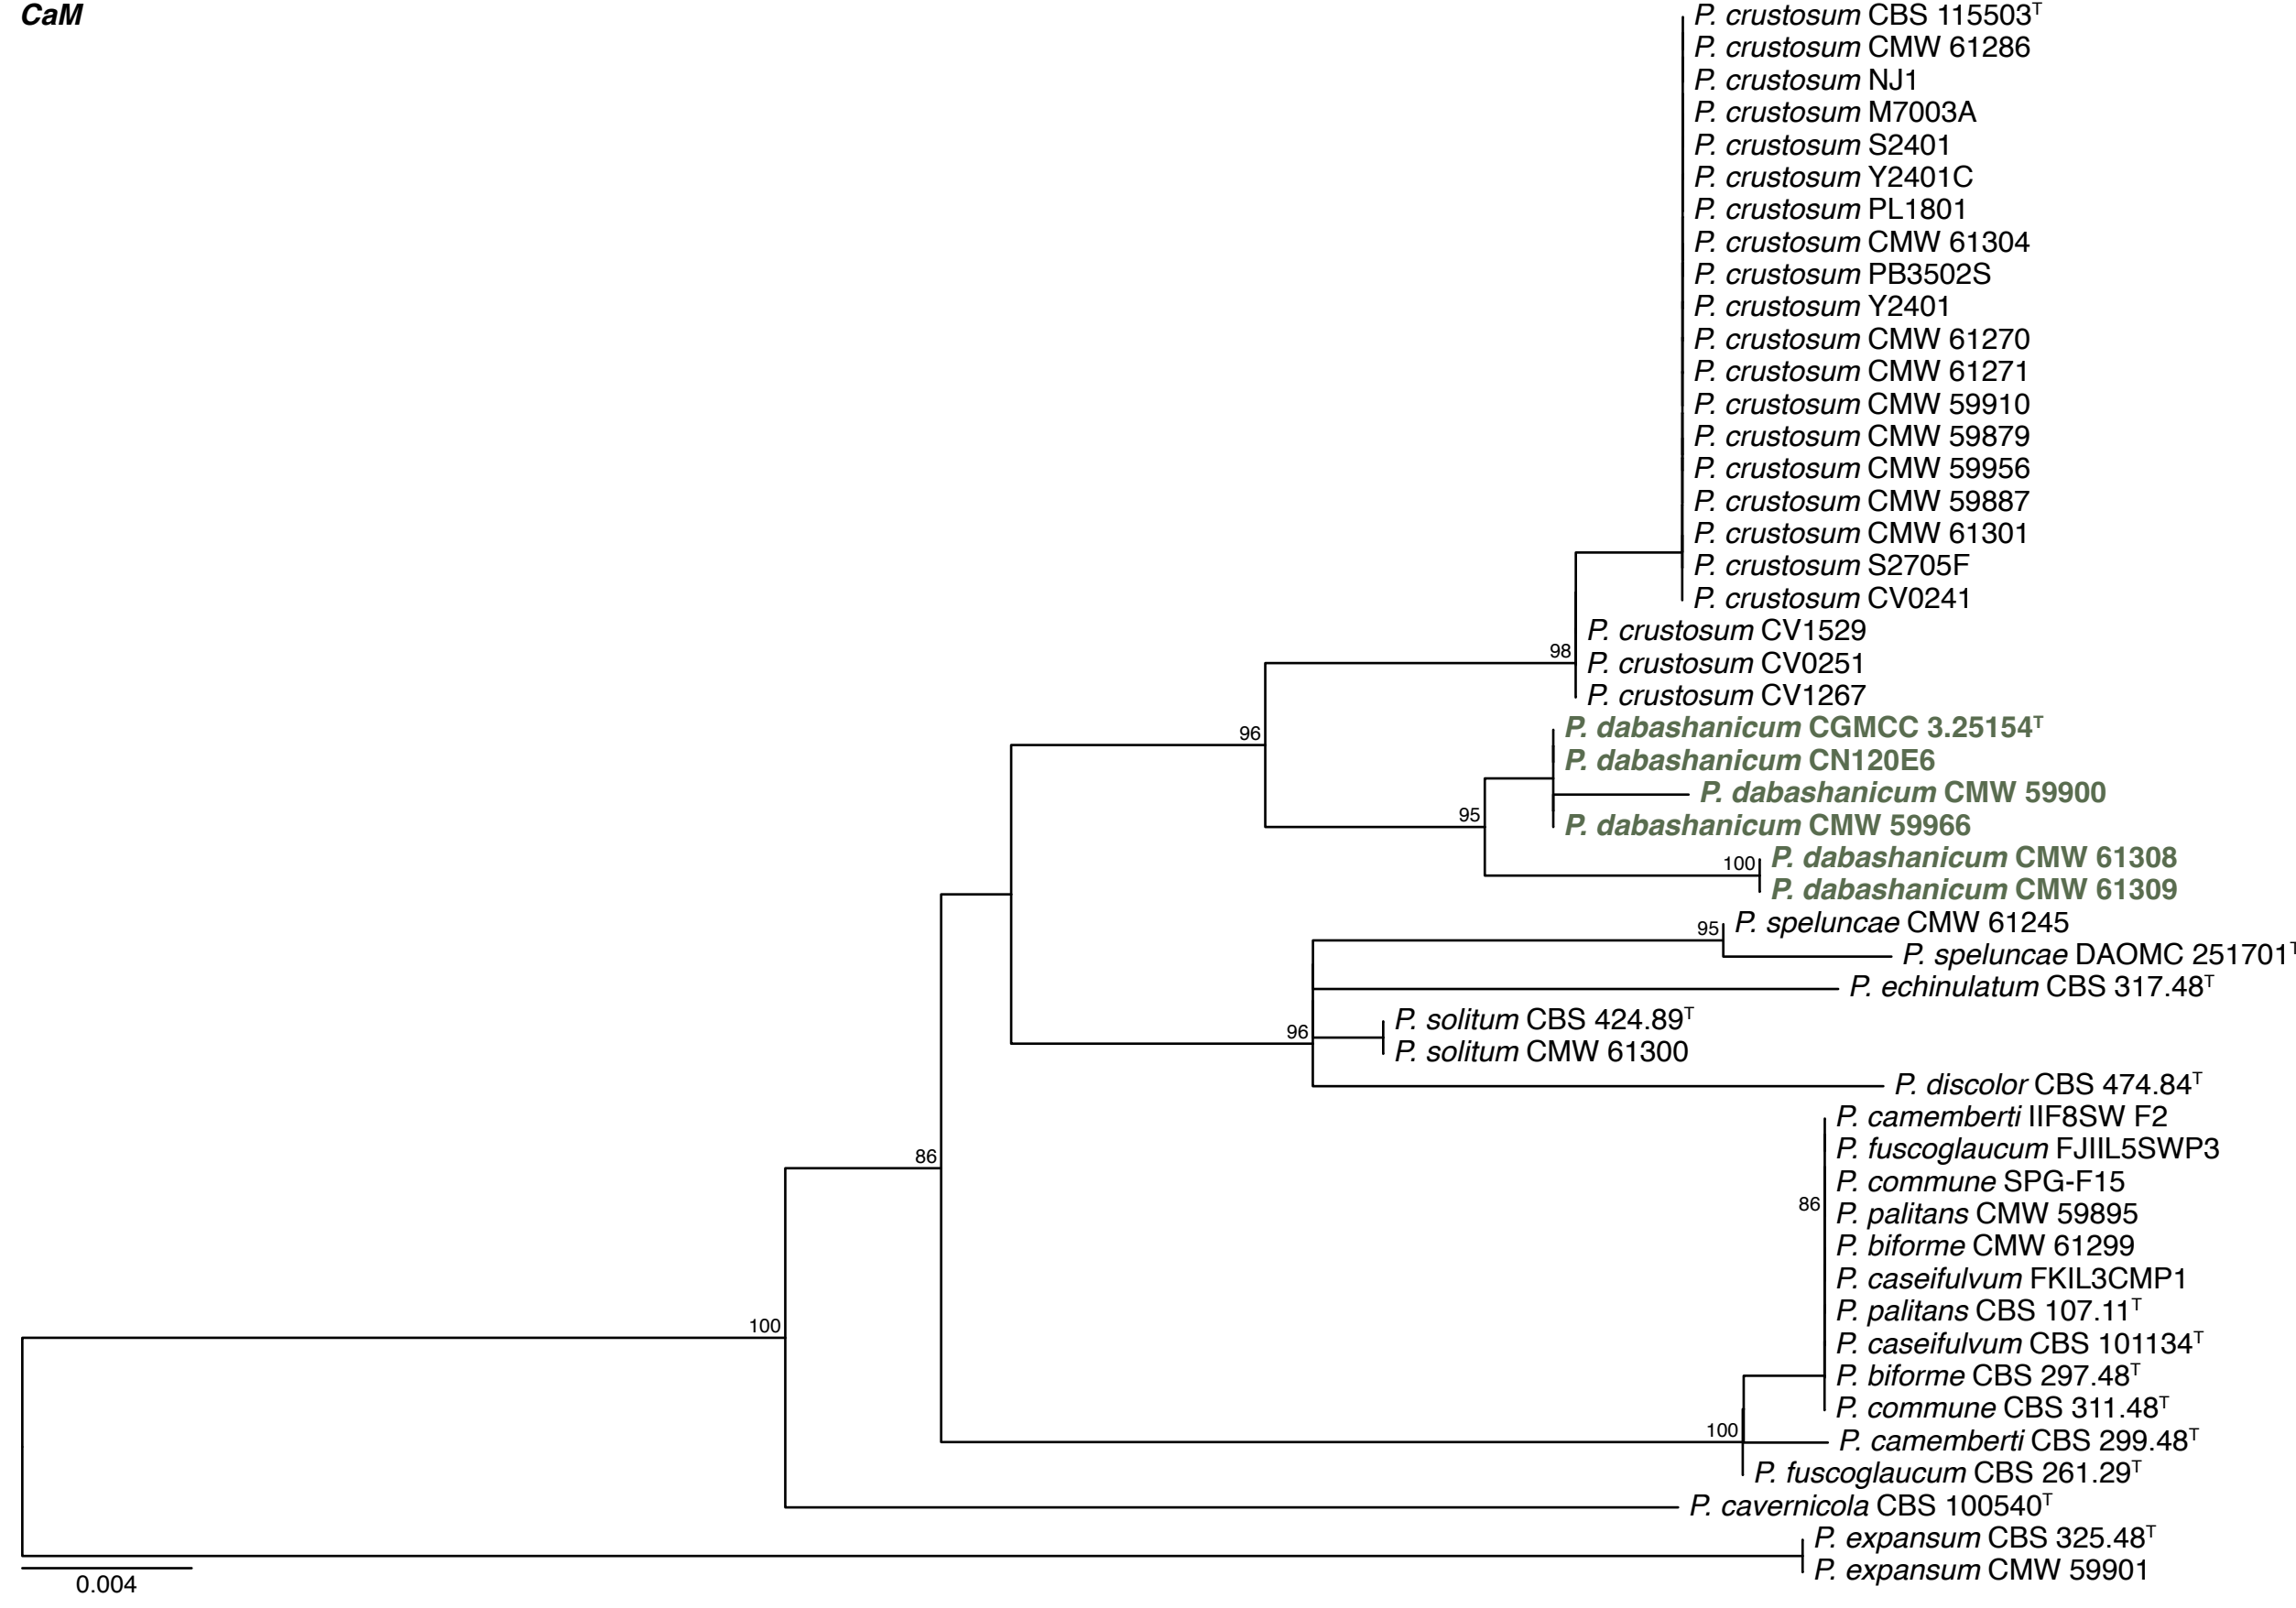 CaM
P. crustosum CBS 115503ᵀ
P. crustosum CMW 61286
P. crustosum NJ1
P. crustosum M7003A
P. crustosum S2401
P. crustosum Y2401C
P. crustosum PL1801
P. crustosum CMW 61304
P. crustosum PB3502S
P. crustosum Y2401
P. crustosum CMW 61270
P. crustosum CMW 61271
P. crustosum CMW 59910
P. crustosum CMW 59879
P. crustosum CMW 59956
P. crustosum CMW 59887
P. crustosum CMW 61301
P. crustosum S2705F
P. crustosum CV0241
P. crustosum CV1529
98
P. crustosum CV0251
P. crustosum CV1267
96
P. dabashanicum CGMCC 3.25154ᵀ
P. dabashanicum CN120E6
P. dabashanicum CMW 59900
95
P. dabashanicum CMW 59966
100
P. dabashanicum CMW 61308
P. dabashanicum CMW 61309
95
P. speluncae CMW 61245
P. speluncae DAOMC 251701ᵀ
P. echinulatum CBS 317.48ᵀ
P. solitum CBS 424.89ᵀ
96
P. solitum CMW 61300
P. discolor CBS 474.84ᵀ
P. camemberti IIF8SW F2
P. fuscoglaucum FJIIL5SWP3
86
P. commune SPG-F15
86
P. palitans CMW 59895
P. biforme CMW 61299
P. caseifulvum FKIL3CMP1
P. palitans CBS 107.11ᵀ
100
P. caseifulvum CBS 101134ᵀ
P. biforme CBS 297.48ᵀ
P. commune CBS 311.48ᵀ
100
P. camemberti CBS 299.48ᵀ
P. fuscoglaucum CBS 261.29ᵀ
P. cavernicola CBS 100540ᵀ
P. expansum CBS 325.48ᵀ
P. expansum CMW 59901
0.004